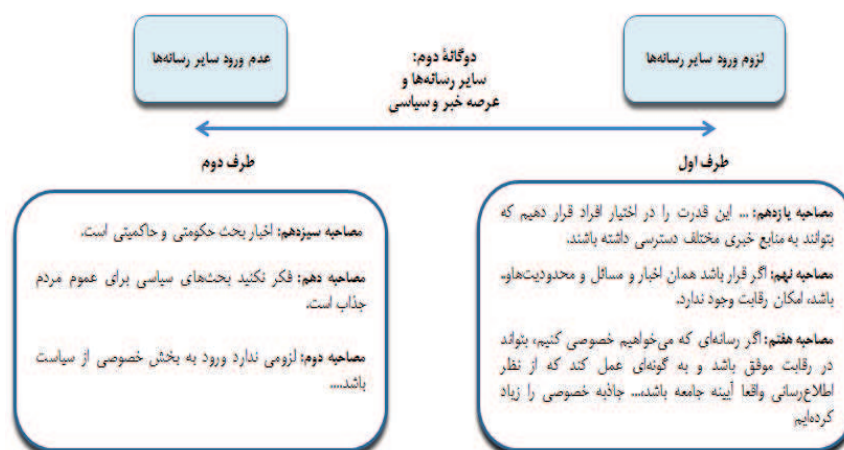 لزوم ورود سایر رسانه‌ها
دوگانهٔ دوم:
سایر رسانه‌ها و
عرصه خبر و سیاسی
عدم ورود سایر رسانه‌ها
طرف اول
مصاحبه یازدهم: ... این قدرت را در اختیار افراد قرار دهیم که
بتوانند به منابع خبری مختلف دسترسی داشته باشند.
مصاحبه نهم: اگر قرار باشد همان اخبار و مسائل و محدودیت‌هاو.
باشد، امکان رقابت وجود ندارد.
مصاحبه هفتم: اگر رسانه‌ای که می‌خواهیم خصوصی کنیم، بتواند
در رقابت موفق باشد و به گونه‌ای عمل کند که از نظر
اطلاع‌رسانی واقعا آیینه جامعه باشد... جاذبه خصوصی را زیاد
کرده‌ایم
طرف دوم
مصاحبه سیزدهم: اخبار بحث حکومتی و حاکمیتی است.
مصاحبه دهم: فکر نکنید بحث‌های سیاسی برای عموم مردم
جذاب است.
مصاحبه دوم: لزومی ندارد ورود به بخش خصوصی از سیاست
باشد....